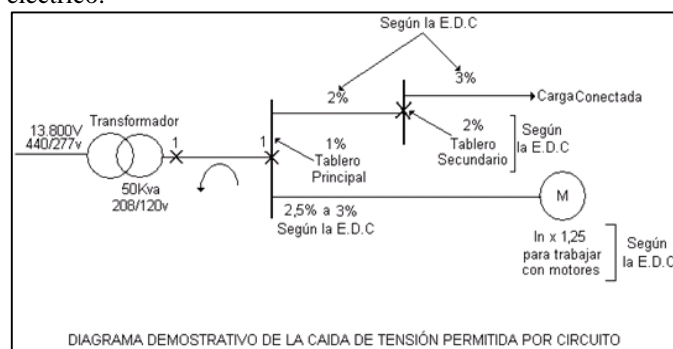 eléctrico.
Según la E.D.C
2%
3%
Carga Conectada
13.800V
440/277v
Transformador
1
1
1%
Tablero
Principal
2%
Tablero
Secundario
Según
la E.D.C
50Kva
208/120v
2,5% a 3%
Según la E.D.C
M
In x 1,25
para trabajar
con motores
Según
la E.D.C
DIAGRAMA DEMOSTRATIVO DE LA CAIDA DE TENSIÓN PERMITIDA POR CIRCUITO